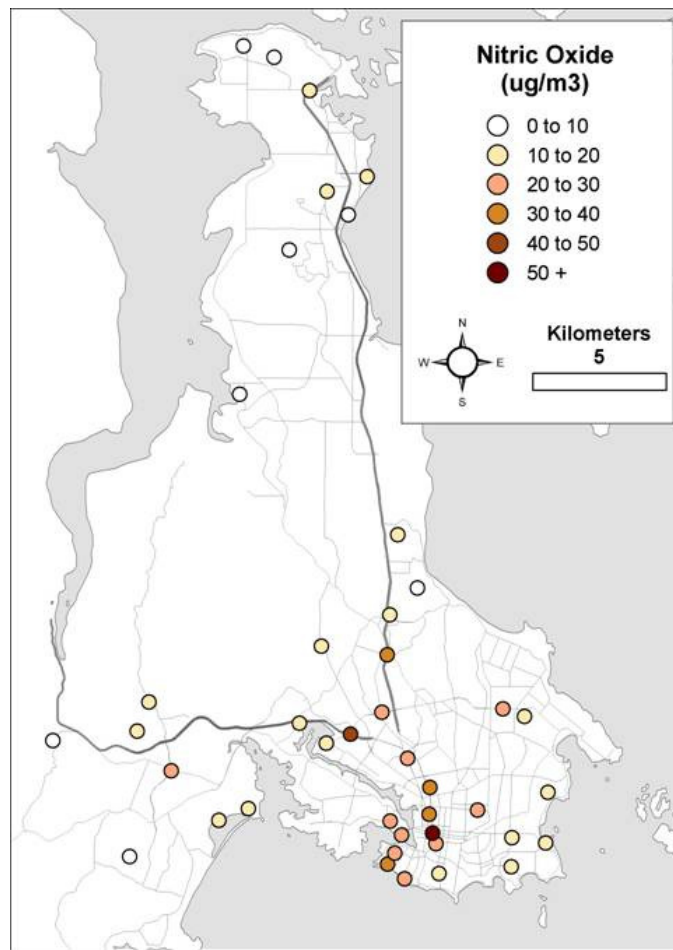 Nitric Oxide
(ug/m3)
0 to 10
10 to 20
20 to 30
30 to 40
40 to 50
50 +
N
W E
S
Kilometers
5